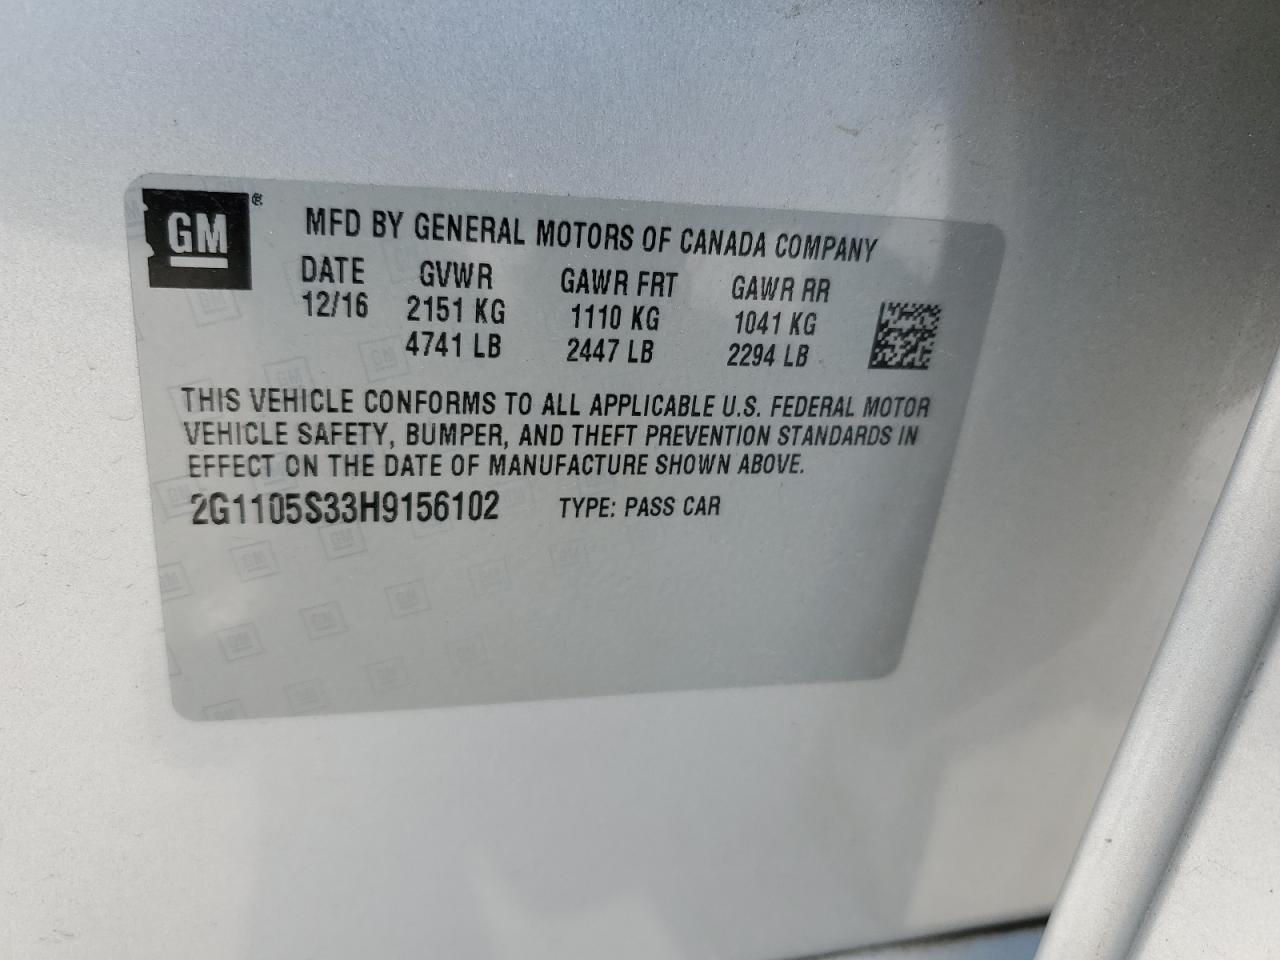 GM®
MFD BY GENERAL MOTORS OF CANADA COMPANY
DATE GVWR GAWR FRT GAWR RR
12/16 2151 KG 1110 KG 1041 KG
4741 LB 2447 LB 2294 LB
THIS VEHICLE CONFORMS TO ALL APPLICABLE U.S. FEDERAL MOTOR
VEHICLE SAFETY, BUMPER, AND THEFT PREVENTION STANDARDS IN
EFFECT ON THE DATE OF MANUFACTURE SHOWN ABOVE.
2G1105S33H9156102 TYPE: PASS CAR